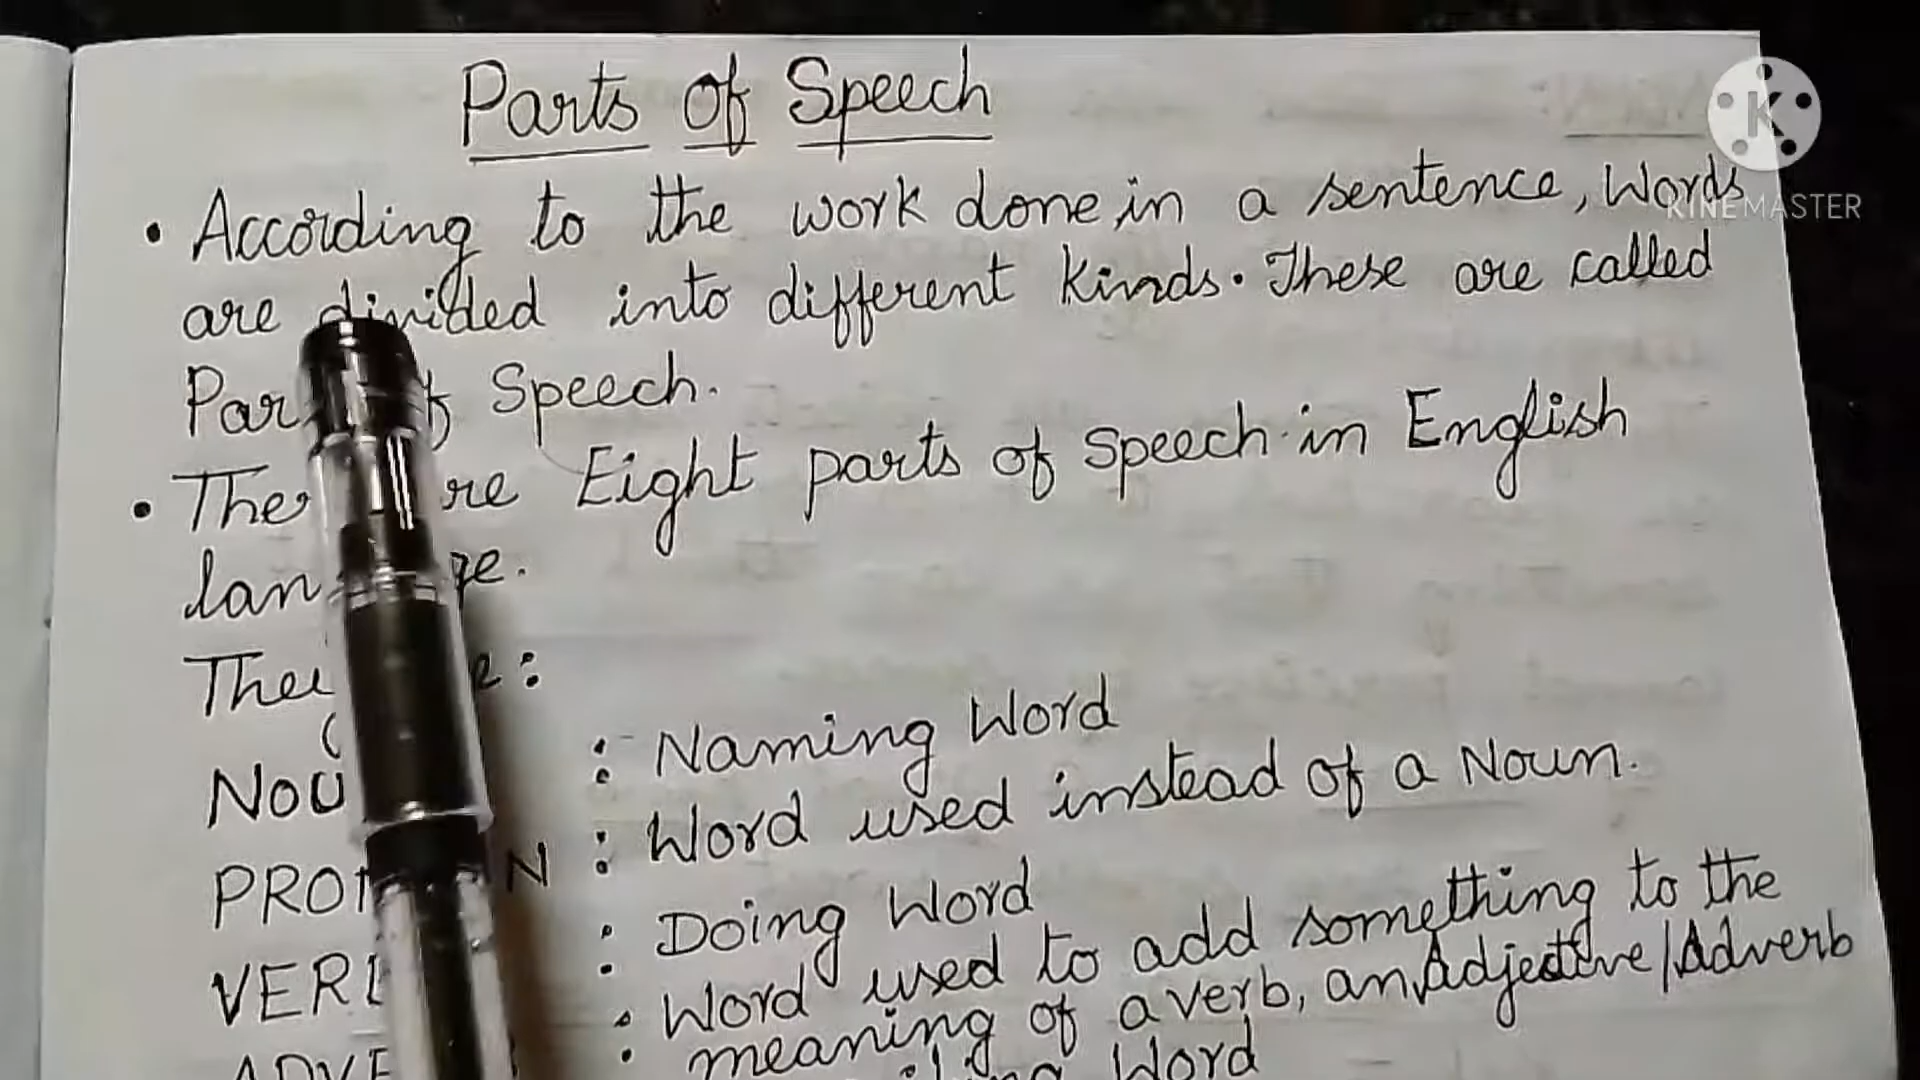 Parts of Speech
• According to the work done, in a sentence, Words
are divided into different kinds. These are called
Par f Speech.
• The re Eight parts of speech in English
lan ge.
The e:
NOU : Naming Word
PRO N : Word used instead of a Noun.
VER : Doing Word
ADVE : Word used to add something to the
meaning of a verb, an Adjective/Adverb
Word
K
KINEMASTER